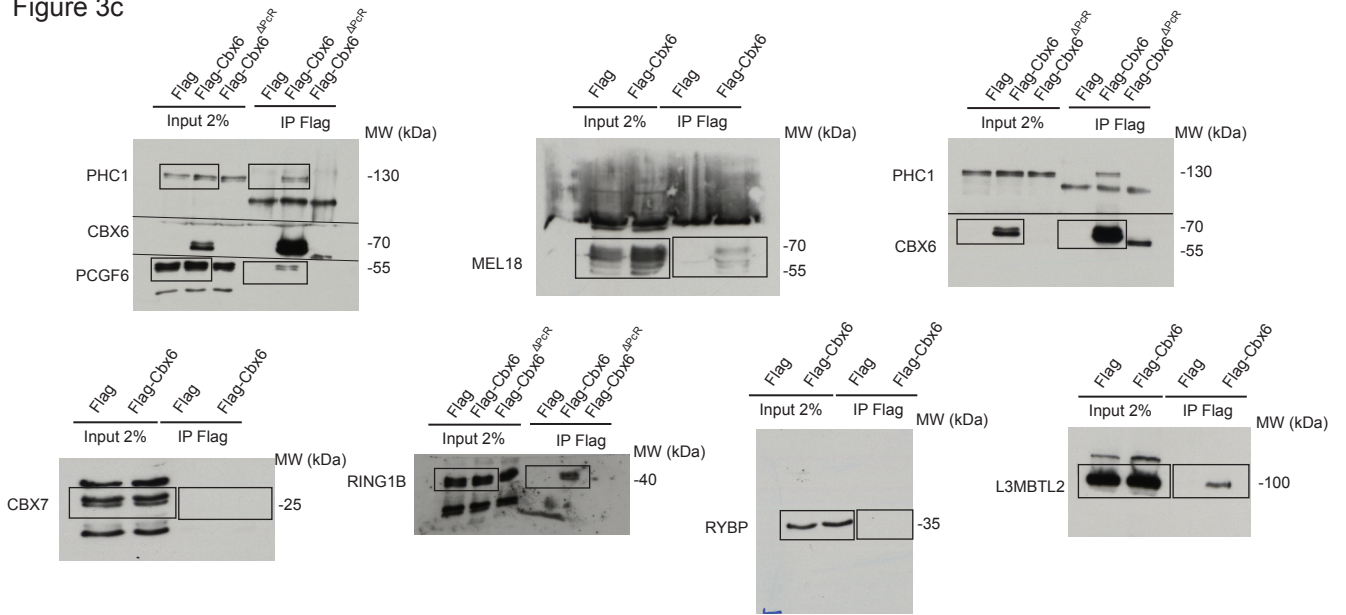 Figure 3c
Flag
Flag-Cbx6
Flag-Cbx6ΔPcR
Flag
Flag-Cbx6
Flag-Cbx6ΔPcR
Input 2%
IP Flag
MW (kDa)
PHC1
-130
CBX6
-70
PCGF6
-55
Flag
Flag-Cbx6
Flag
Flag-Cbx6
Input 2%
IP Flag
MW (kDa)
MEL18
-70
-55
Flag
Flag-Cbx6
Flag-Cbx6ΔPcR
Flag
Flag-Cbx6
Flag-Cbx6ΔPcR
Input 2%
IP Flag
MW (kDa)
PHC1
-130
CBX6
-70
-55
Flag
Flag-Cbx6
Flag
Flag-Cbx6
Input 2%
IP Flag
MW (kDa)
CBX7
-25
Flag
Flag-Cbx6
Flag-Cbx6ΔPcR
Flag
Flag-Cbx6
Flag-Cbx6ΔPcR
Input 2%
IP Flag
MW (kDa)
RING1B
-40
Flag
Flag-Cbx6
Flag
Flag-Cbx6
Input 2%
IP Flag
MW (kDa)
RYBP
-35
Flag
Flag-Cbx6
Flag
Flag-Cbx6
Input 2%
IP Flag
MW (kDa)
L3MBTL2
-100